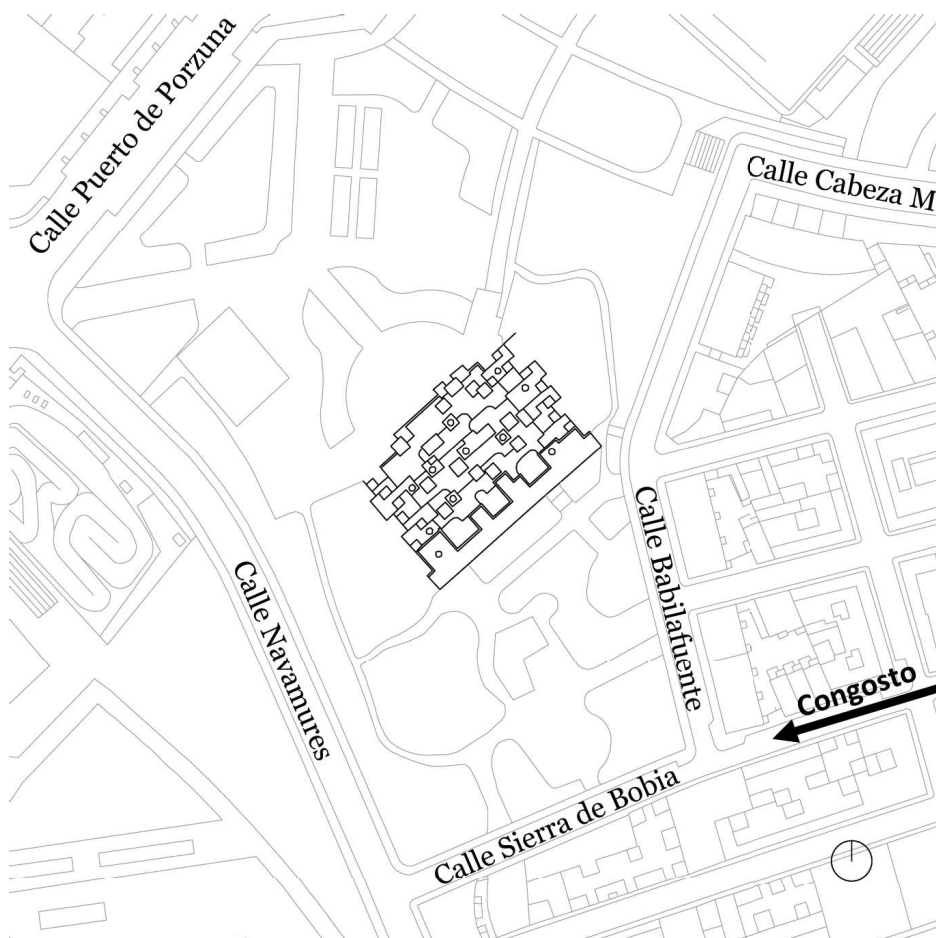 Calle Puerto de Porzuna
Calle Cabeza M
Calle Navamures
Calle Babilafuente
Congosto
Calle Sierra de Bobia